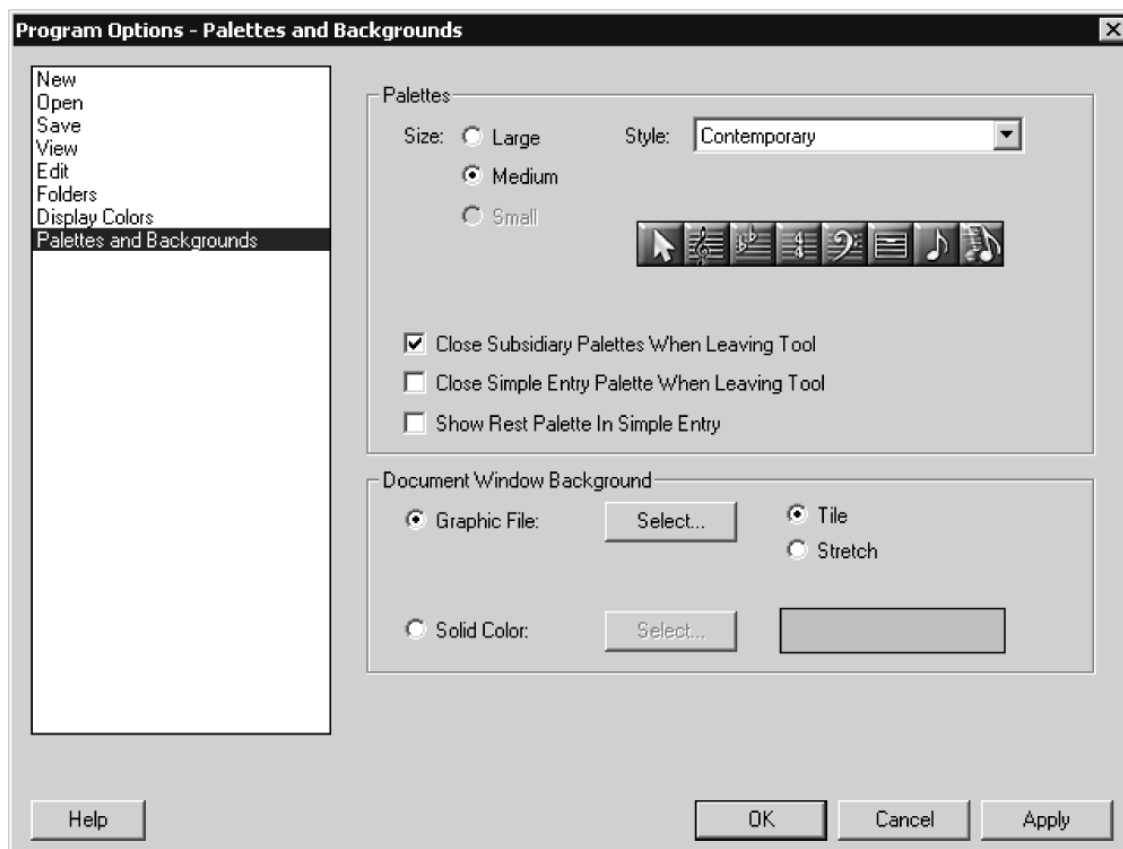 Program Options - Palettes and Backgrounds
New
Open
Save
View
Edit
Folders
Display Colors
Palettes and Backgrounds
Palettes
Size:
Large
Medium
Small
Style:
Contemporary
Close Subsidiary Palettes When Leaving Tool
Close Simple Entry Palette When Leaving Tool
Show Rest Palette In Simple Entry
Document Window Background
Graphic File:
Select...
Tile
Stretch
Solid Color:
Select...
Help
OK
Cancel
Apply